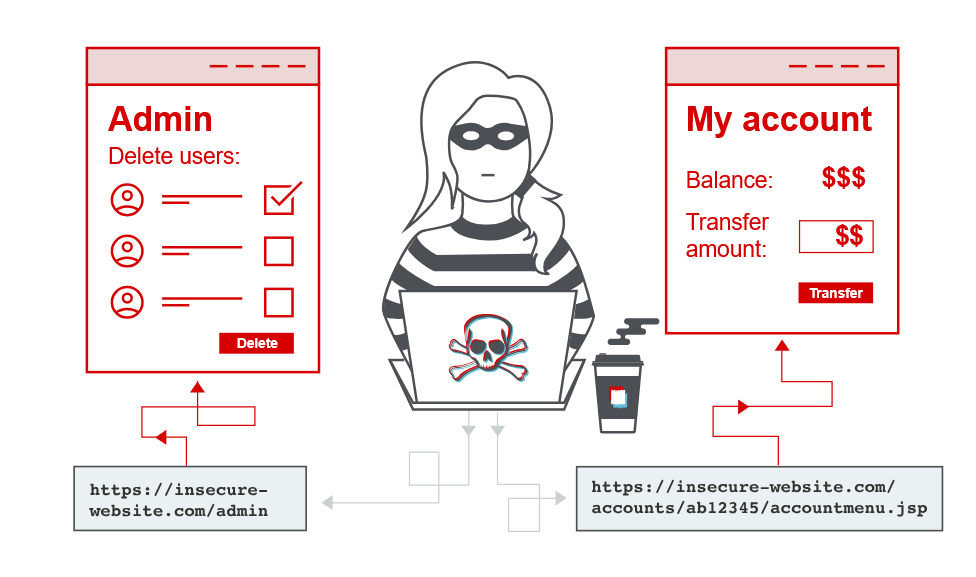 Admin
Delete users:
Delete
https://insecure-
website.com/admin
My account
Balance: $$$
Transfer
amount: $$
Transfer
https://insecure-website.com/
accounts/ab12345/accountmenu.jsp